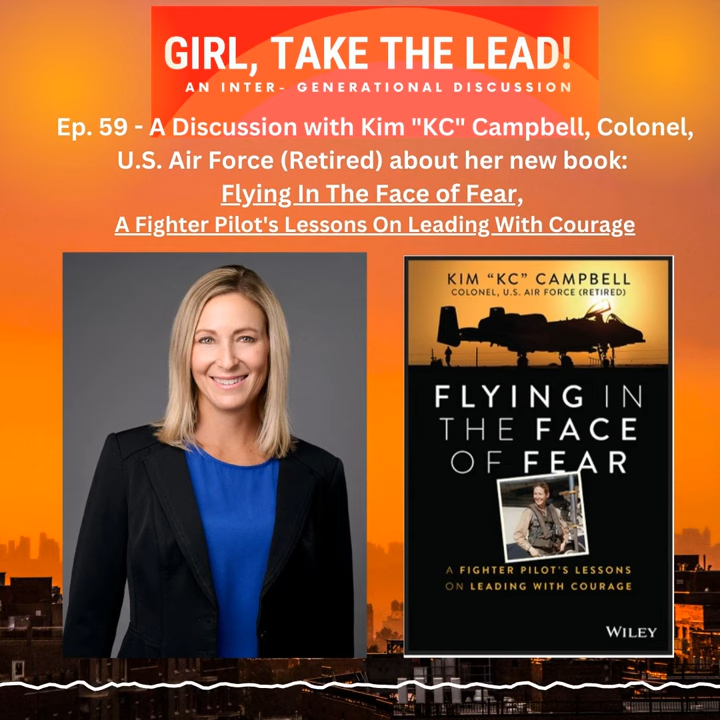 GIRL, TAKE THE LEAD!
AN INTER- GENERATIONAL DISCUSSION
Ep. 59 - A Discussion with Kim "KC" Campbell, Colonel,
U.S. Air Force (Retired) about her new book:
Flying In The Face of Fear,
A Fighter Pilot's Lessons On Leading With Courage
KIM "KC" CAMPBELL
COLONEL, U.S. AIR FORCE (RETIRED)
FLYING IN
THE FACE
OF FEAR
A FIGHTER PILOT'S LESSONS
ON LEADING WITH COURAGE
WILEY